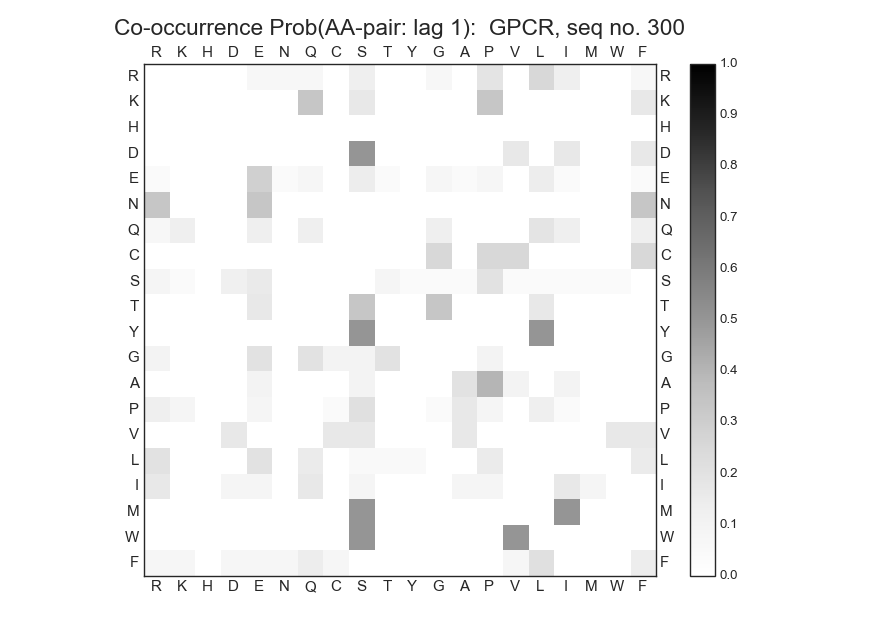 Co-occurrence Prob(AA-pair: lag 1):  GPCR, seq no. 300
R K H D E N Q C S T Y G A P V L I M W F
R R
K K
H H
D D
E E
N N
Q Q
C C
S S
T T
Y Y
G G
A A
P P
V V
L L
I I
M M
W W
F F
R K H D E N Q C S T Y G A P V L I M W F
1.0
0.9
0.8
0.7
0.6
0.5
0.4
0.3
0.2
0.1
0.0